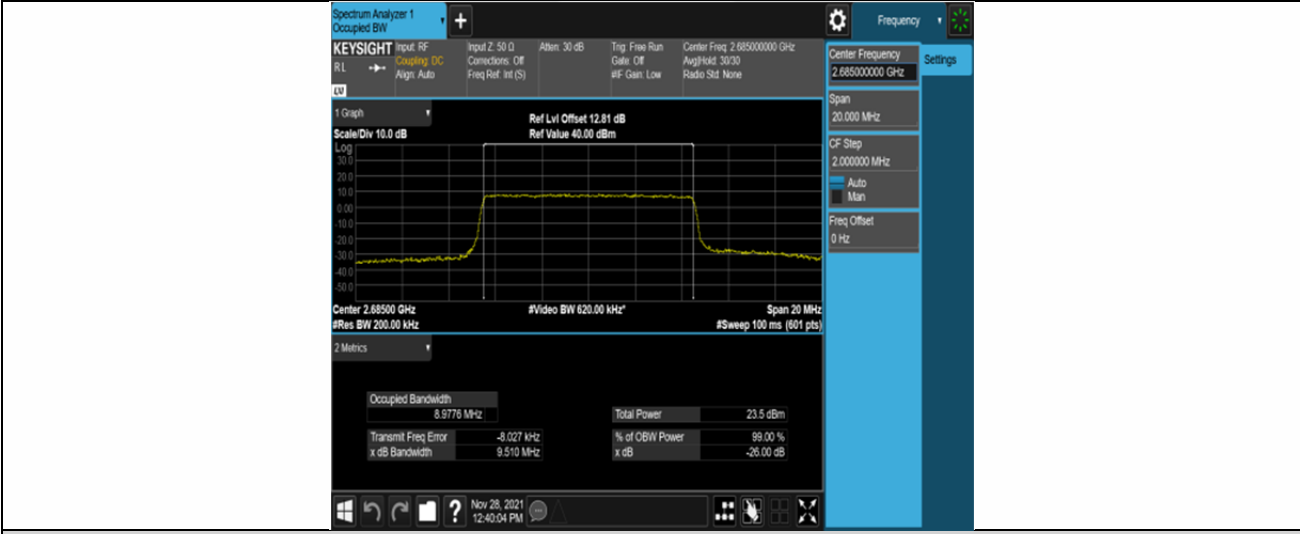 Spectrum Analyzer 1
Occupied BW
+
Frequency
KEYSIGHT
RL
Input: RF
Coupling: DC
Align: Auto
Input Z: 50 Ω
Corrections: Off
Freq Ref: Int (S)
Atten: 30 dB
Trig: Free Run
Gate: Off
#IF Gain: Low
Center Freq: 2.685000000 GHz
Avg|Hold: 30/30
Radio Std: None
Center Frequency
2.685000000 GHz
Settings
Span
20.000 MHz
CF Step
2.000000 MHz
Auto
Man
Freq Offset
0 Hz
1 Graph
Scale/Div 10.0 dB
Ref Lvl Offset 12.81 dB
Ref Value 40.00 dBm
Log
30.0
20.0
10.0
0.00
-10.0
-20.0
-30.0
-40.0
-50.0
Center 2.68500 GHz
#Res BW 200.00 kHz
#Video BW 620.00 kHz*
Span 20 MHz
#Sweep 100 ms (601 pts)
2 Metrics
Occupied Bandwidth
8.9776 MHz
Total Power 23.5 dBm
Transmit Freq Error -8.027 kHz
% of OBW Power 99.00 %
x dB Bandwidth 9.510 MHz
x dB -26.00 dB
?
Nov 28, 2021
12:40:04 PM